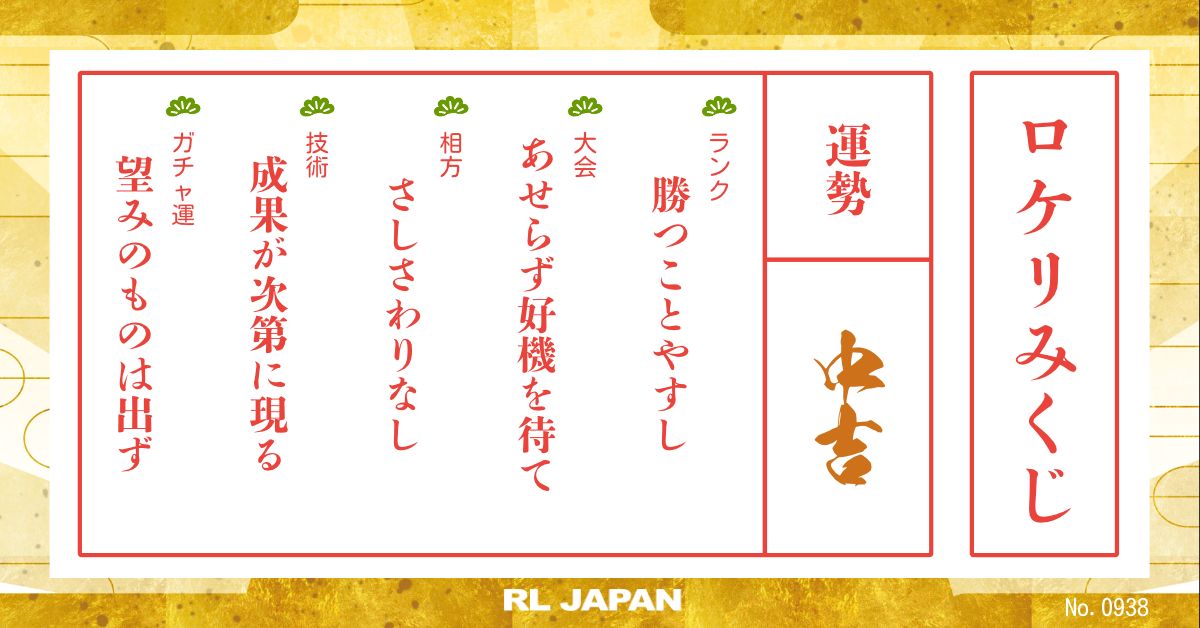 ロケリみくじ
運勢
中吉
ランク
勝つことやすし
大会
あせらず好機を待て
相方
さしさわりなし
技術
成果が次第に現る
ガチャ運
望みのものは出ず
RL JAPAN
No. 0938